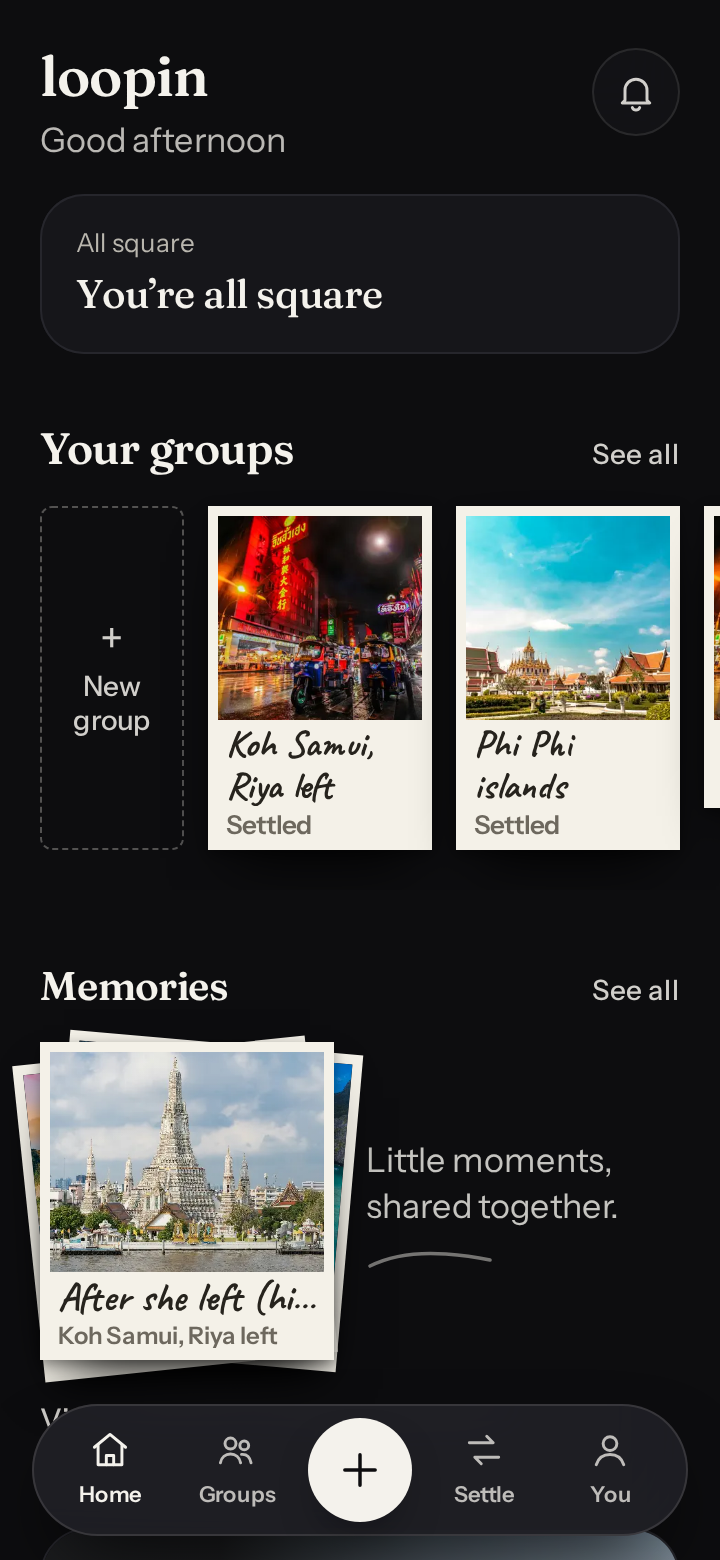 loopin
Good afternoon
All square
You’re all square
Your groups
See all
+
New
group
Koh Samui,
Riya left
Settled
Phi Phi
islands
Settled
Memories
See all
Little moments,
shared together.
After she left (hi...
Koh Samui, Riya left
Home
Groups
Settle
You